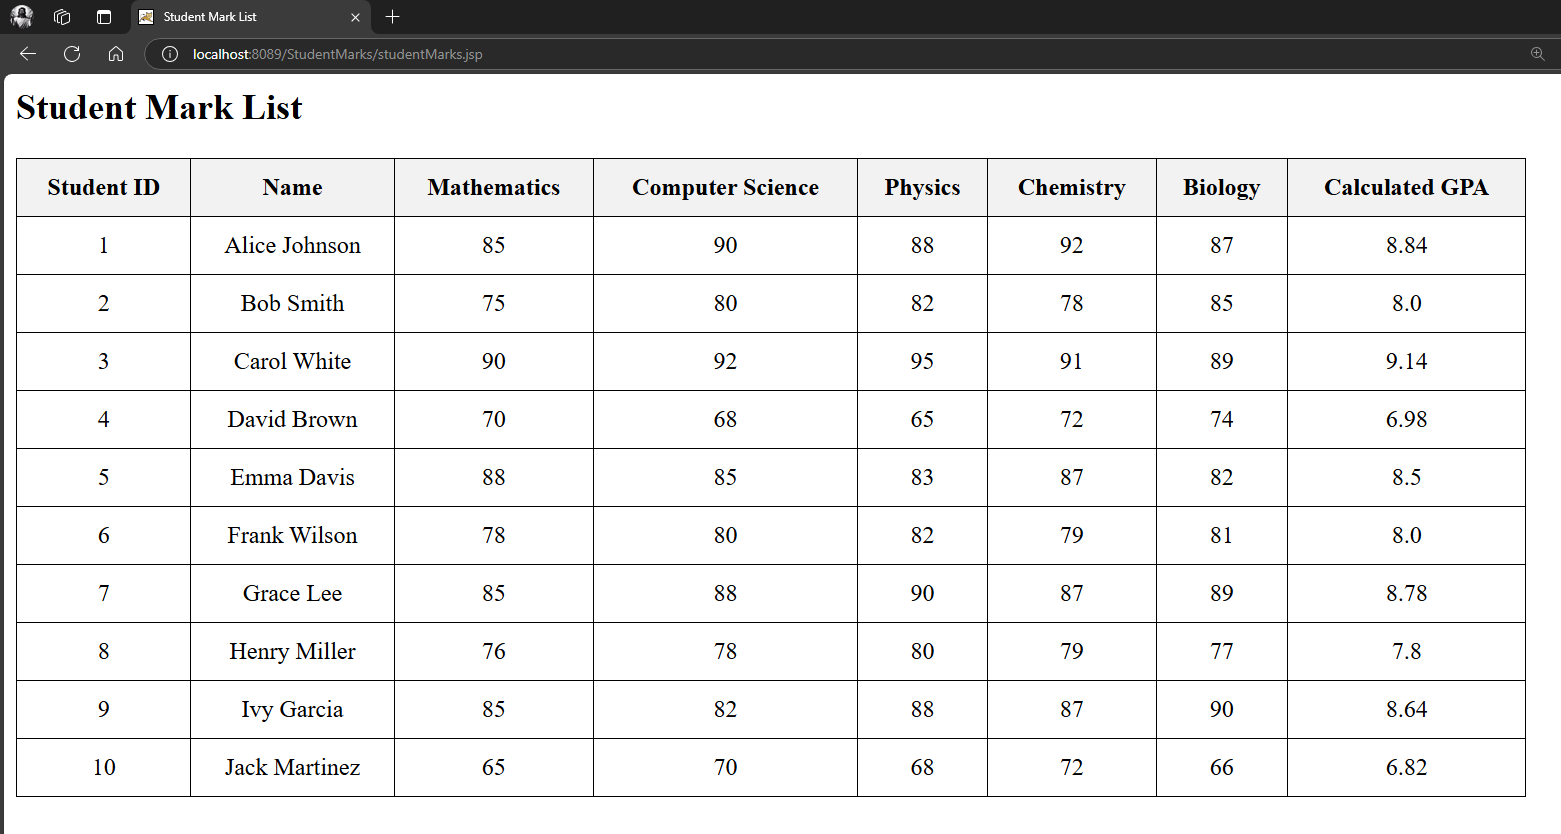 Student Mark List
localhost:8089/StudentMarks/studentMarks.jsp
Student Mark List
Student ID Name Mathematics Computer Science Physics Chemistry Biology Calculated GPA
1 Alice Johnson 85 90 88 92 87 8.84
2 Bob Smith 75 80 82 78 85 8.0
3 Carol White 90 92 95 91 89 9.14
4 David Brown 70 68 65 72 74 6.98
5 Emma Davis 88 85 83 87 82 8.5
6 Frank Wilson 78 80 82 79 81 8.0
7 Grace Lee 85 88 90 87 89 8.78
8 Henry Miller 76 78 80 79 77 7.8
9 Ivy Garcia 85 82 88 87 90 8.64
10 Jack Martinez 65 70 68 72 66 6.82